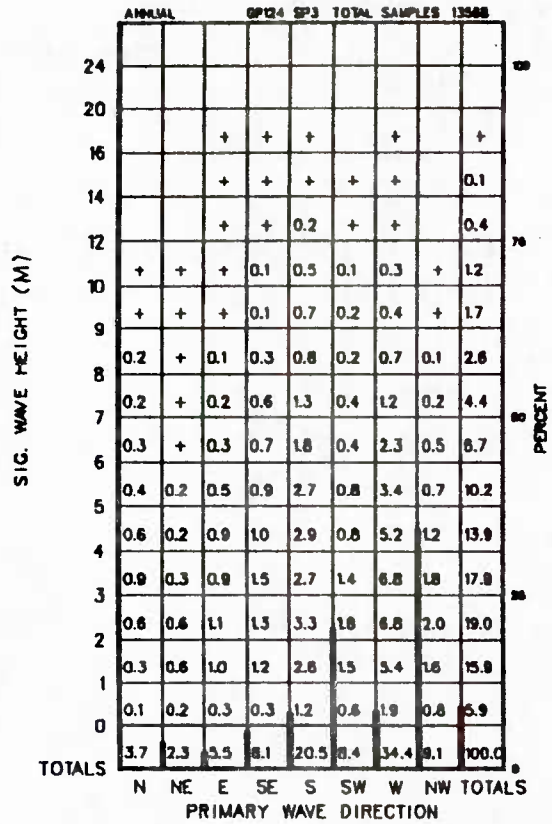 ANNUAL GP124 SP3 TOTAL SAMPLES 13568
24 100
20
+ + + + +
16
+ + + + + 0.1
14
+ + 0.2 + + 0.4
12 75
+ + + 0.1 0.5 0.1 0.3 + 1.2
10
+ + + 0.1 0.7 0.2 0.4 + 1.7
9
0.2 + 0.1 0.3 0.8 0.2 0.7 0.1 2.6
8
0.2 + 0.2 0.6 1.3 0.4 1.2 0.2 4.4
7 50
0.3 + 0.3 0.7 1.8 0.4 2.3 0.5 6.7
6
0.4 0.2 0.5 0.9 2.7 0.8 3.4 0.7 10.2
5
0.6 0.2 0.9 1.0 2.9 0.8 5.2 1.2 13.9
4
0.9 0.3 0.9 1.5 2.7 1.4 6.8 1.8 17.9
3 25
0.6 0.6 1.1 1.3 3.3 1.8 6.8 2.0 19.0
2
0.3 0.6 1.0 1.2 2.6 1.5 5.4 1.6 15.9
1
0.1 0.2 0.3 0.3 1.2 0.6 1.9 0.8 5.9
0
TOTALS 3.7 2.3 5.5 8.1 20.5 8.4 34.4 9.1 100.0 0
N NE E SE S SW W NW TOTALS
PRIMARY WAVE DIRECTION
SIG. WAVE HEIGHT (M)
PERCENT